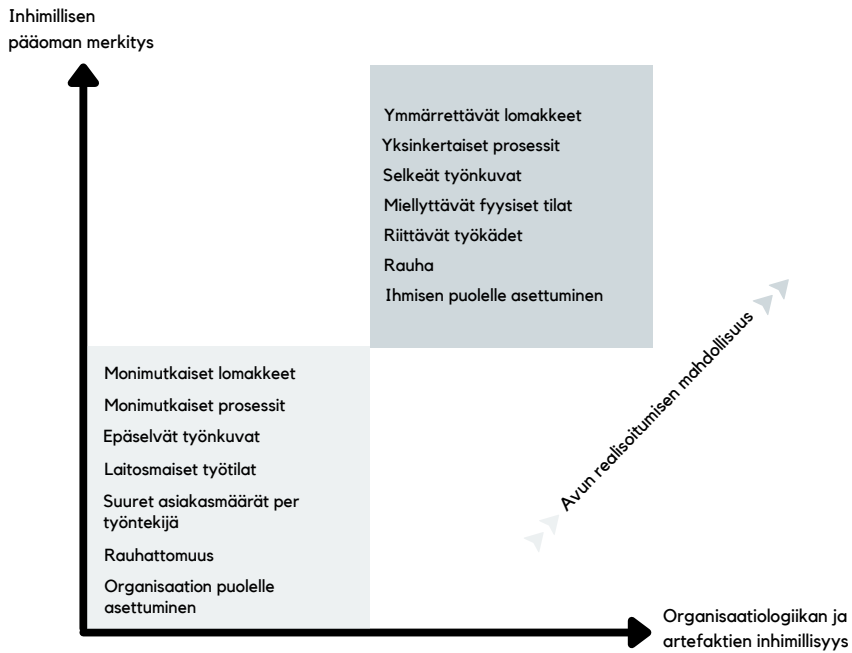 Inhimillisen
pääoman merkitys
Ymmärrettävät lomakkeet
Yksinkertaiset prosessit
Selkeät työnkuvat
Miellyttävät fyysiset tilat
Riittävät työkädet
Rauha
Ihmisen puolelle asettuminen
Monimutkaiset lomakkeet
Monimutkaiset prosessit
Epäselvät työnkuvat
Laitosmaiset työtilat
Suuret asiakasmäärät per
työntekijä
Rauhattomuus
Organisaation puolelle
asettuminen
Avun realisoitumisen mahdollisuus
Organisaatiologiikan ja
artefaktien inhimillisyys